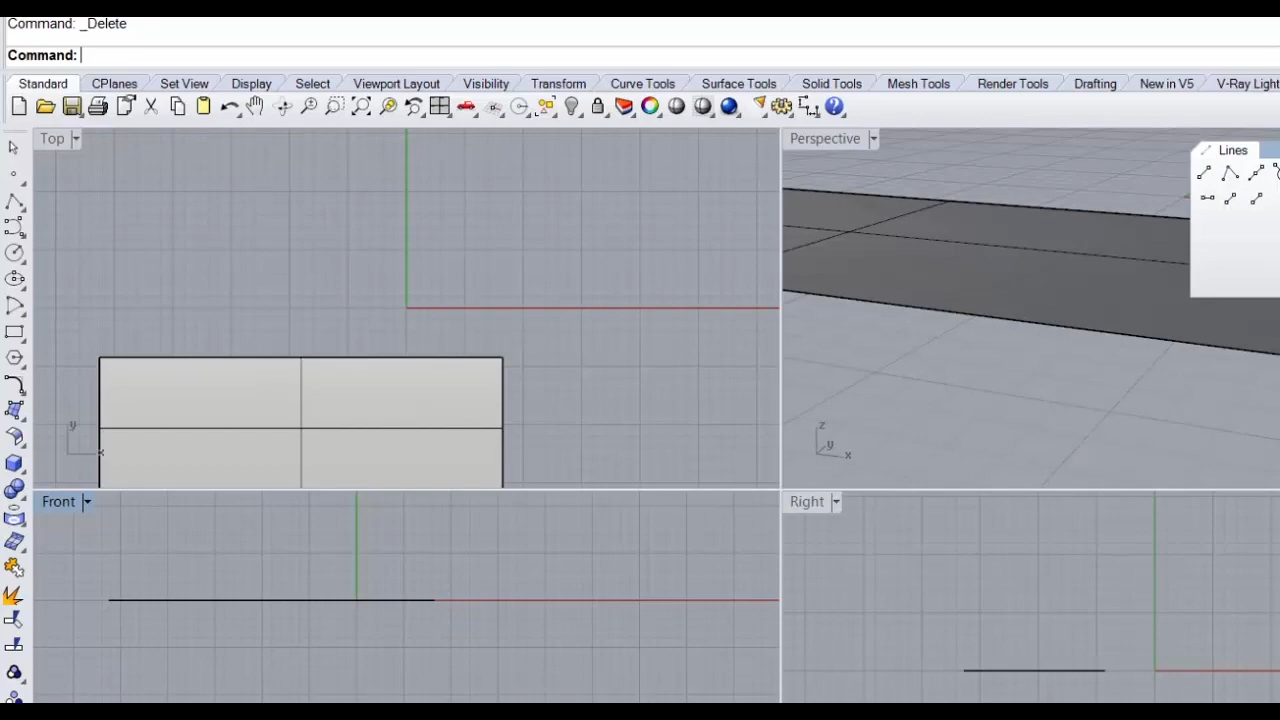 Command: _Delete
Command:
Standard CPlanes Set View Display Select Viewport Layout Visibility Transform Curve Tools Surface Tools Solid Tools Mesh Tools Render Tools Drafting New in V5 V-Ray Light
Top
Perspective
Lines
y
x
z
y
x
Front
Right